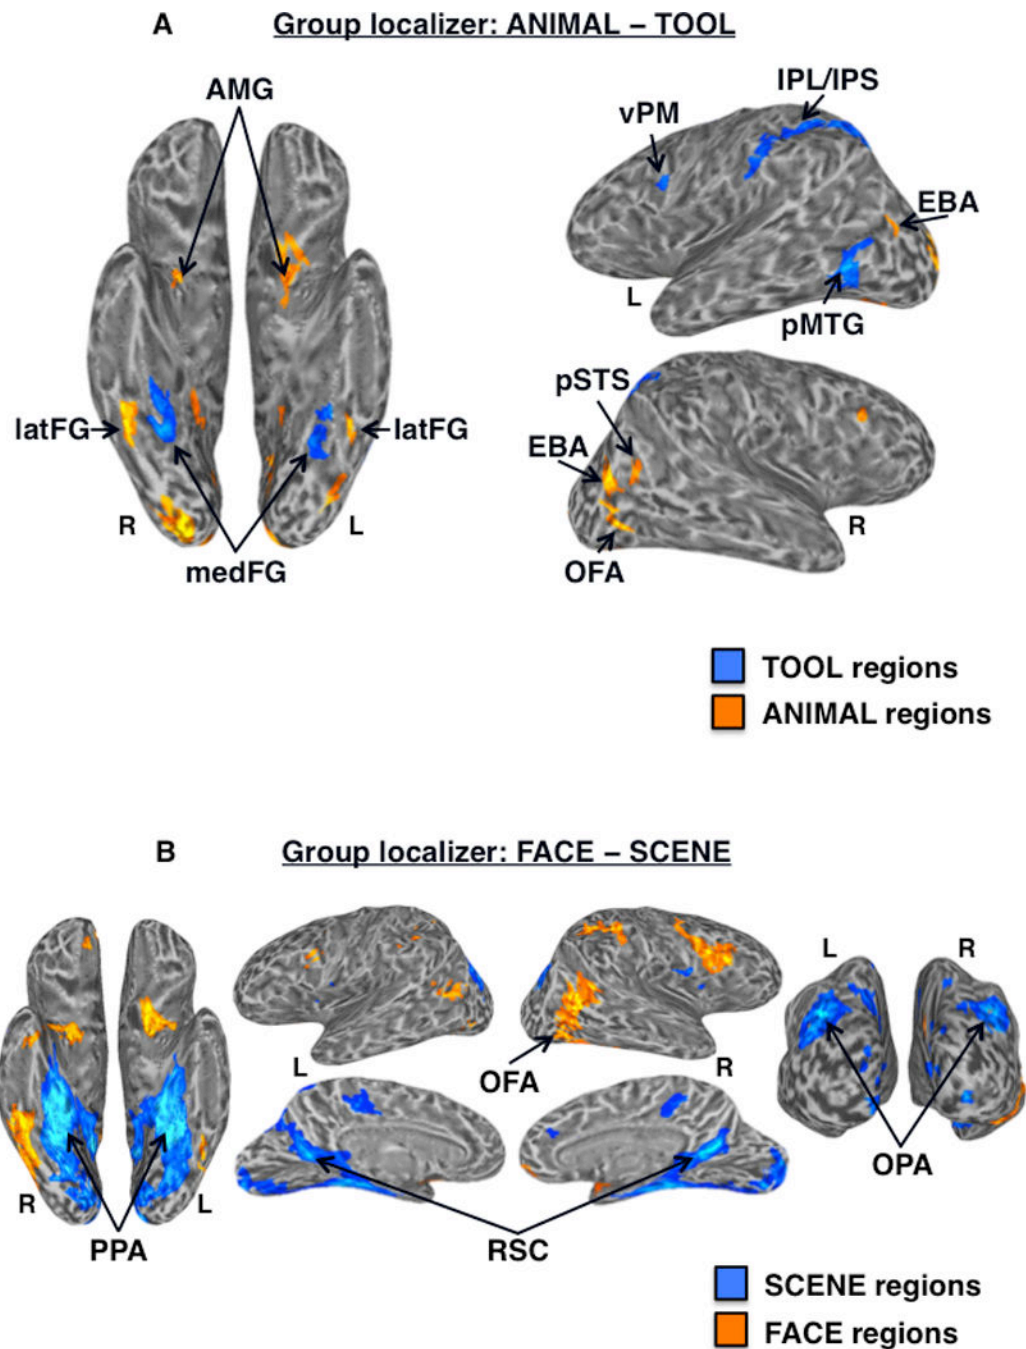 A Group localizer: ANIMAL – TOOL
AMG
IPL/IPS
vPM
EBA
L
pMTG
pSTS
latFG
latFG
EBA
R
L
R
OFA
medFG
TOOL regions
ANIMAL regions
B Group localizer: FACE – SCENE
L
R
L
OFA
R
OPA
R
L
PPA
RSC
SCENE regions
FACE regions